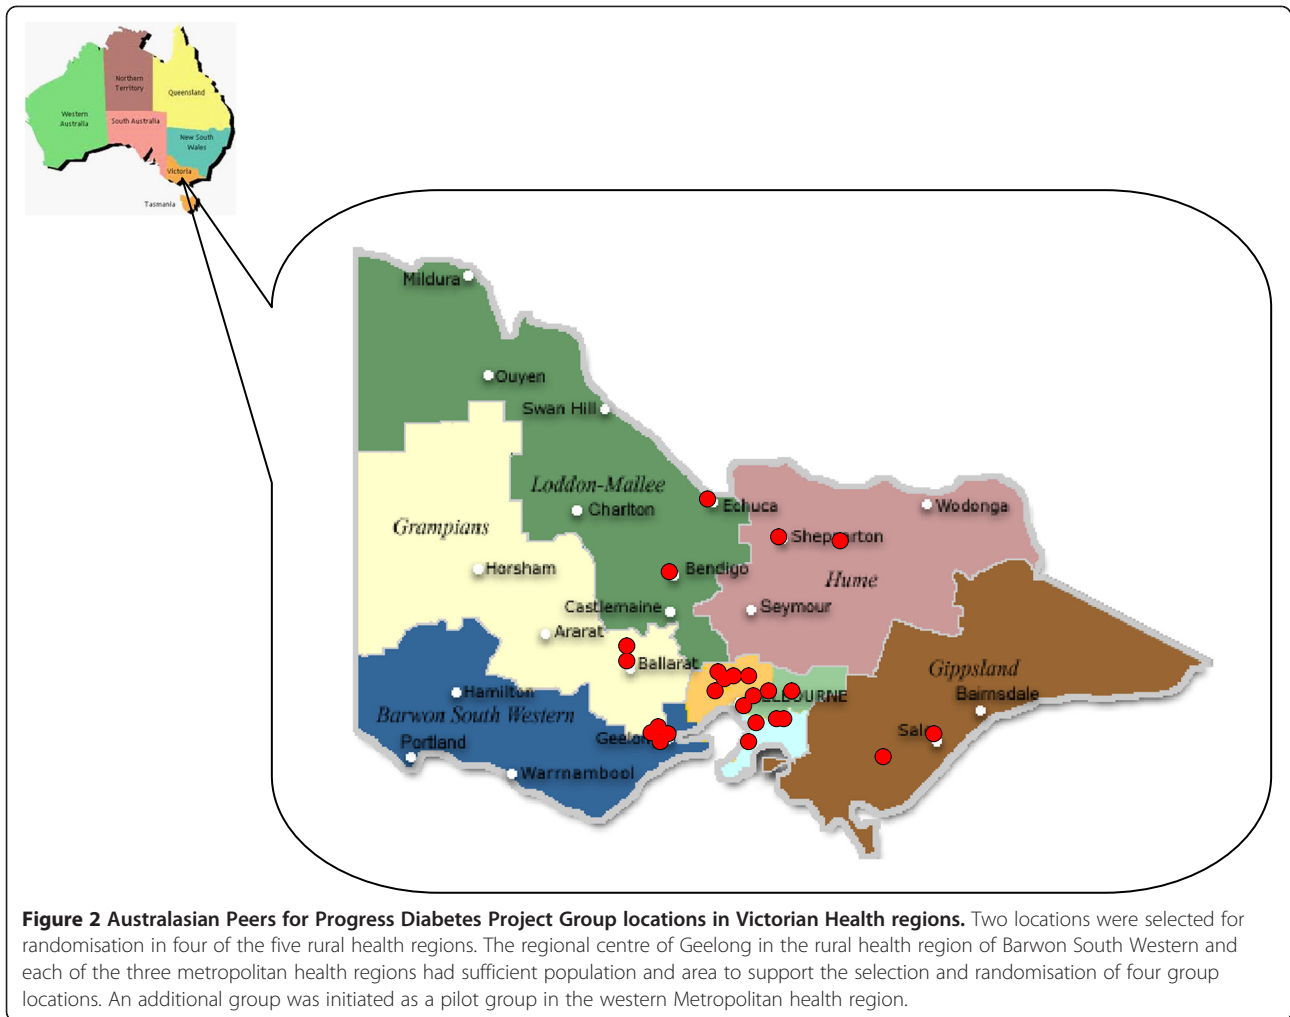 Northern
Territory
Queensland
Western
Australia
South Australia
New South
Wales
Victoria
Tasmania
Mildura
Ouyen
Swan Hill
Loddon-Mallee
Charlton
Echuca
Wodonga
Grampians
Horsham
Bendigo
Hume
Castlemaine
Seymour
Ararat
Ballarat
Gippsland
Bairnsdale
Hamilton
Barwon South Western
Portland
Warrnambool
Figure 2 Australasian Peers for Progress Diabetes Project Group locations in Victorian Health regions. Two locations were selected for
randomisation in four of the five rural health regions. The regional centre of Geelong in the rural health region of Barwon South Western and
each of the three metropolitan health regions had sufficient population and area to support the selection and randomisation of four group
locations. An additional group was initiated as a pilot group in the western Metropolitan health region.